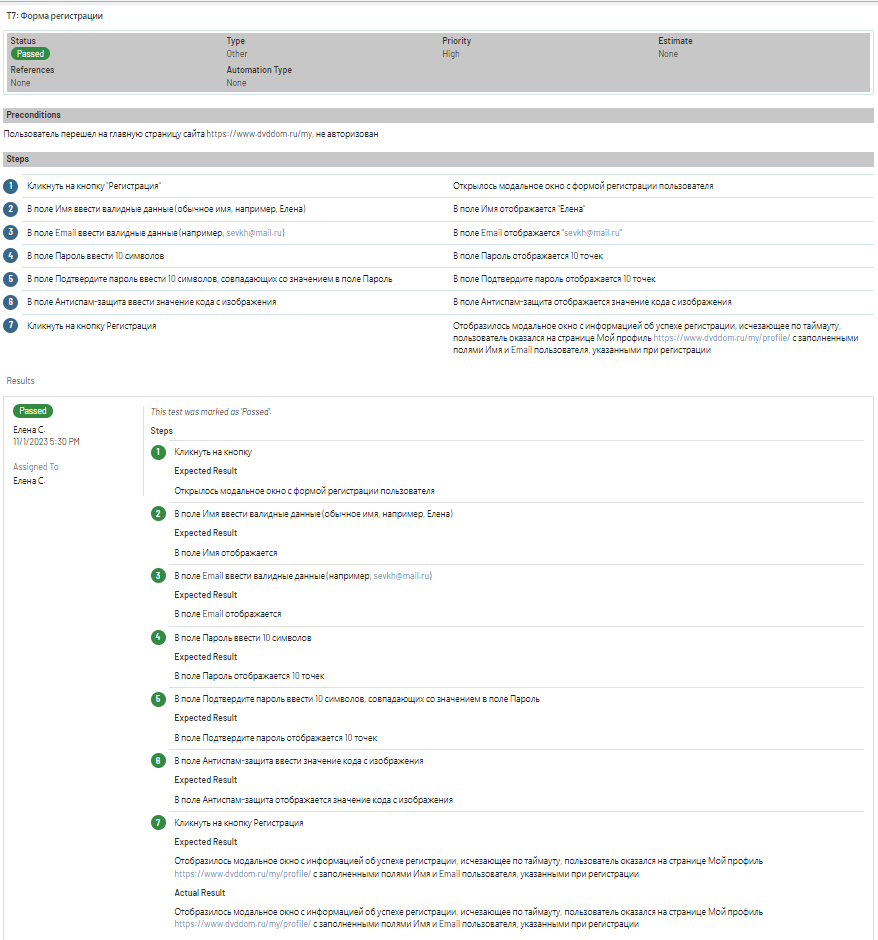 T7: Форма регистрации
Status Type Priority Estimate
Passed Other High None
References Automation Type
None None
Preconditions
Пользователь перешел на главную страницу сайта https://www.dvddom.ru/my, не авторизован
Steps
1 Кликнуть на кнопку "Регистрация" Открылось модальное окно с формой регистрации пользователя
2 В поле Имя ввести валидные данные (обычное имя, например, Елена) В поле Имя отображается "Елена"
3 В поле Email ввести валидные данные (например, sevkh@mail.ru) В поле Email отображается "sevkh@mail.ru"
4 В поле Пароль ввести 10 символов В поле Пароль отображается 10 точек
5 В поле Подтвердите пароль ввести 10 символов, совпадающих со значением в поле Пароль В поле Подтвердите пароль отображается 10 точек
6 В поле Антиспам-защита ввести значение кода с изображения В поле Антиспам-защита отображается значение кода с изображения
7 Кликнуть на кнопку Регистрация Отобразилось модальное окно с информацией об успехе регистрации, исчезающее по таймауту,
пользователь оказался на странице Мой профиль https://www.dvddom.ru/my/profile/ с заполненными
полями Имя и Email пользователя, указанными при регистрации
Results
Passed This test was marked as 'Passed'.
Елена С. Steps
11/1/2023 5:30 PM
1 Кликнуть на кнопку
Assigned To Expected Result
Елена С.
Открылось модальное окно с формой регистрации пользователя
2 В поле Имя ввести валидные данные (обычное имя, например, Елена)
Expected Result
В поле Имя отображается
3 В поле Email ввести валидные данные (например, sevkh@mail.ru)
Expected Result
В поле Email отображается
4 В поле Пароль ввести 10 символов
Expected Result
В поле Пароль отображается 10 точек
5 В поле Подтвердите пароль ввести 10 символов, совпадающих со значением в поле Пароль
Expected Result
В поле Подтвердите пароль отображается 10 точек
6 В поле Антиспам-защита ввести значение кода с изображения
Expected Result
В поле Антиспам-защита отображается значение кода с изображения
7 Кликнуть на кнопку Регистрация
Expected Result
Отобразилось модальное окно с информацией об успехе регистрации, исчезающее по таймауту, пользователь оказался на странице Мой профиль
https://www.dvddom.ru/my/profile/ с заполненными полями Имя и Email пользователя, указанными при регистрации
Actual Result
Отобразилось модальное окно с информацией об успехе регистрации, исчезающее по таймауту, пользователь оказался на странице Мой профиль
https://www.dvddom.ru/my/profile/ с заполненными полями Имя и Email пользователя, указанными при регистрации